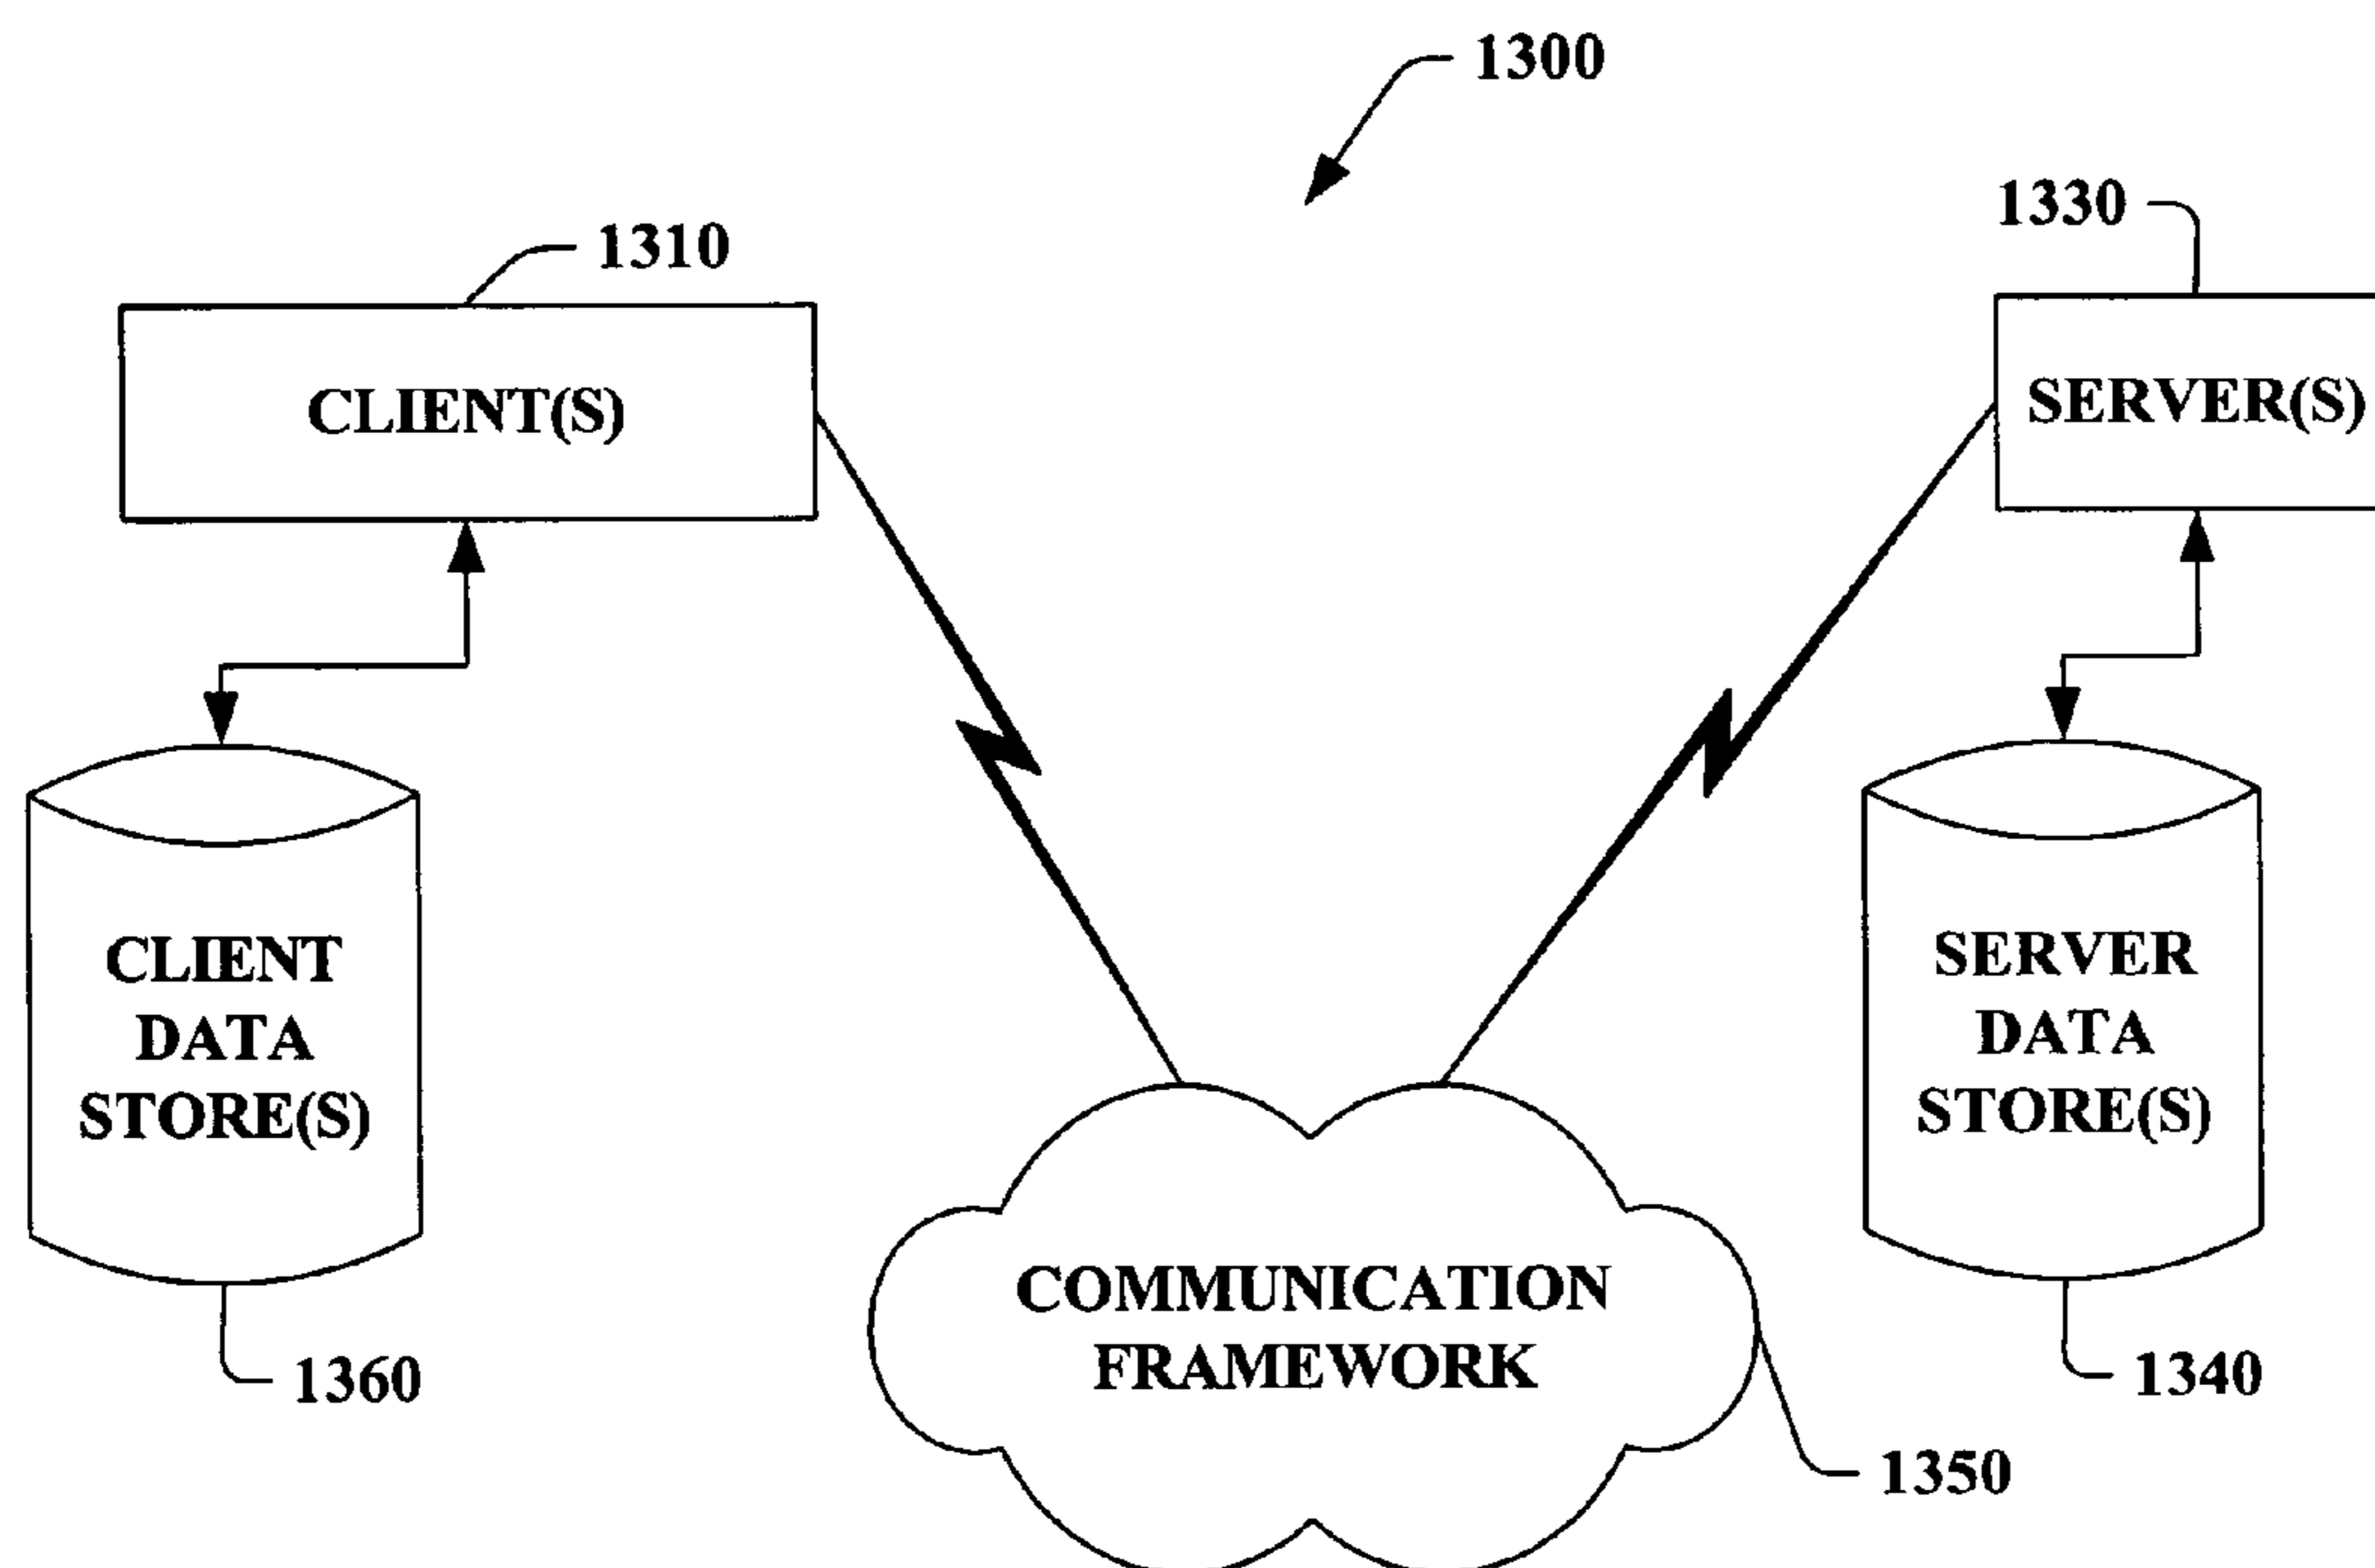 1300
1310
1330
CLIENT(S)
SERVER(S)
CLIENT
DATA
STORE(S)
SERVER
DATA
STORE(S)
COMMUNICATION
FRAMEWORK
1360
1340
1350